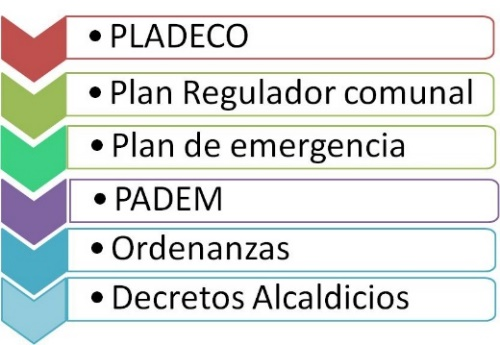 • PLADECO
• Plan Regulador comunal
• Plan de emergencia
• PADEM
• Ordenanzas
• Decretos Alcaldicios